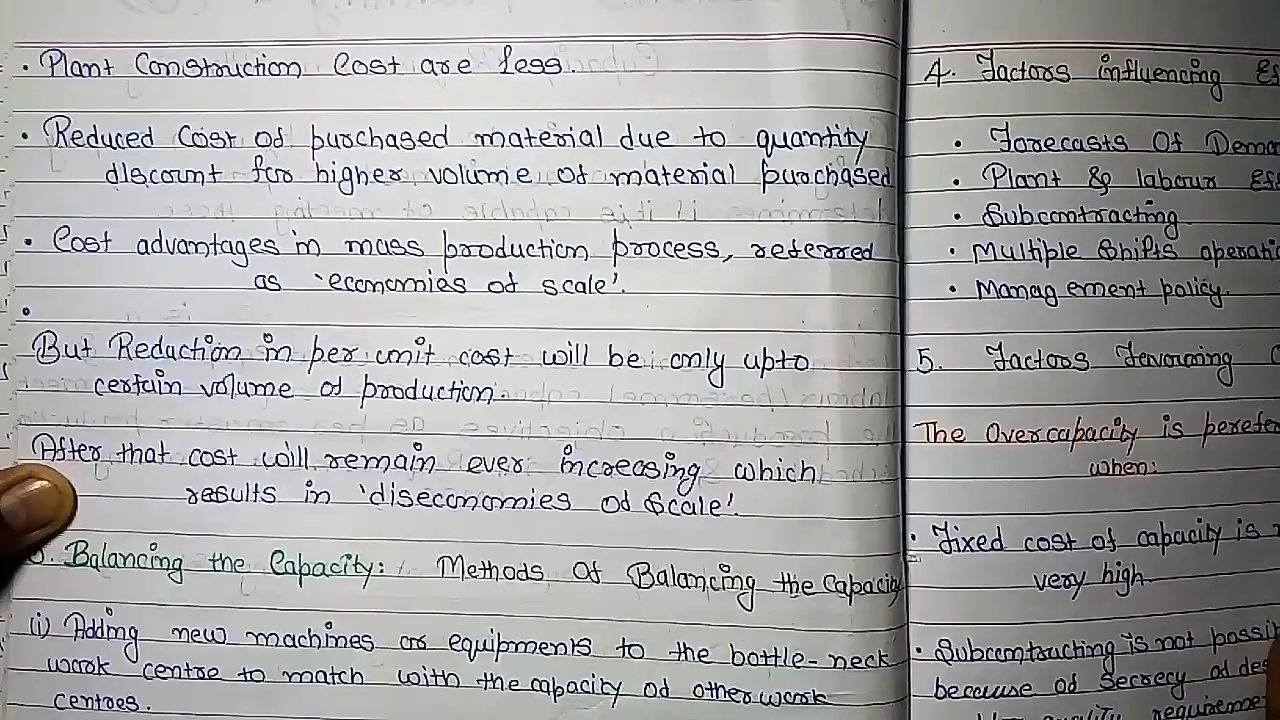 • Plant Construction Cost are less.
• Reduced Cost Of purchased material due to quantity
discount for higher volume of material purchased
• Cost advantages in mass production process, referred
as 'economies of scale'.
•
But Reduction in per unit cost will be only upto
certain volume of production.
After that cost will remain ever increasing which
results in 'diseconomies of scale'.
Balancing the Capacity: Methods Of Balancing the Capacity
(i) Adding new machines or equipments to the bottle-neck
work centre to match with the capacity of other work
centres.
4. Factors influencing
• Forecasts Of
• Plant & labour
• Subcontracting
• Multiple Shifts
• Management policy.
5. Factors Favouring
The Overcapacity is
when:
• Fixed cost of capacity is
very high
• Subcontracting is not
because of Secrecy of